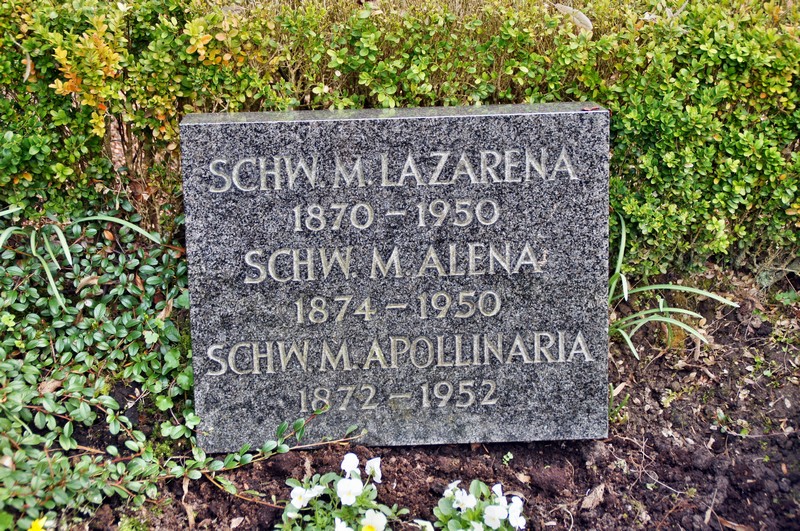 SCHW. M. LAZARENA
1870 – 1950
SCHW. M. ALENA
1874 – 1950
SCHW. M. APOLLINARIA
1872 – 1952